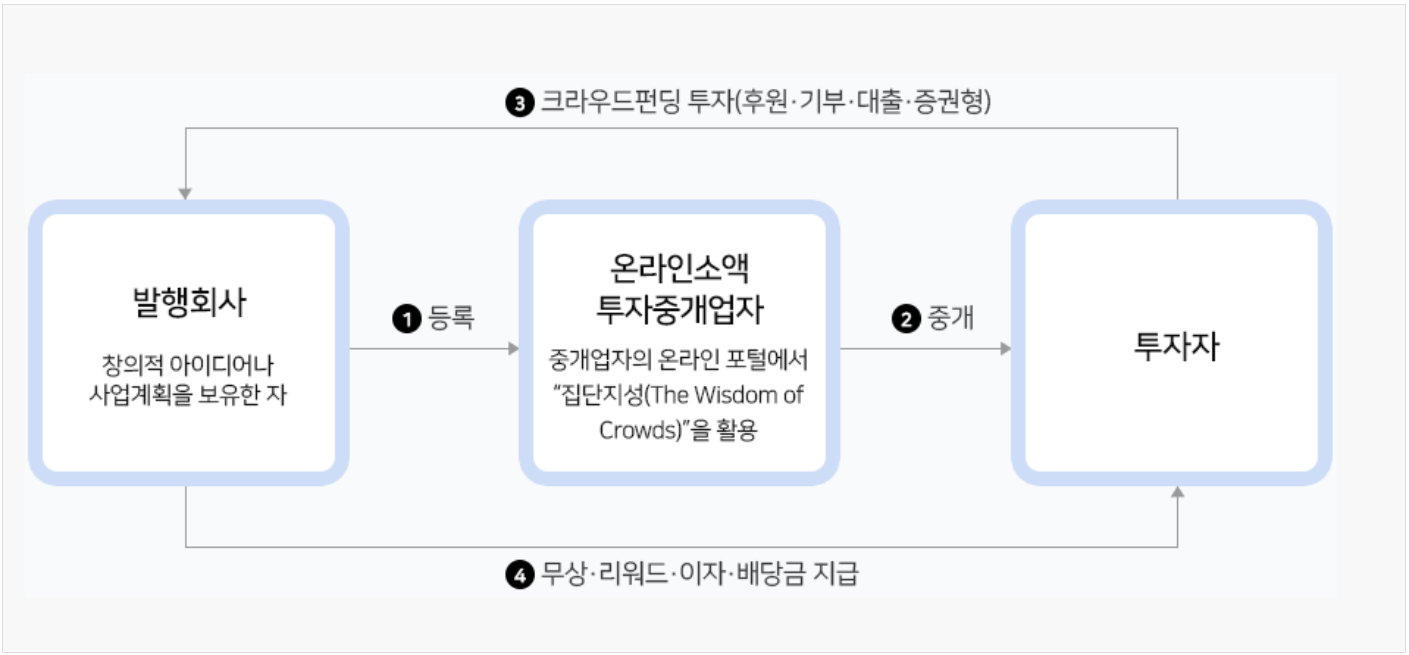 ❸ 크라우드펀딩 투자(후원·기부·대출·증권형)
발행회사
창의적 아이디어나
사업계획을 보유한 자
❶ 등록
온라인소액
투자중개업자
중개업자의 온라인 포털에서
“집단지성(The Wisdom of
Crowds)”을 활용
❷ 중개
투자자
❹ 무상·리워드·이자·배당금 지급